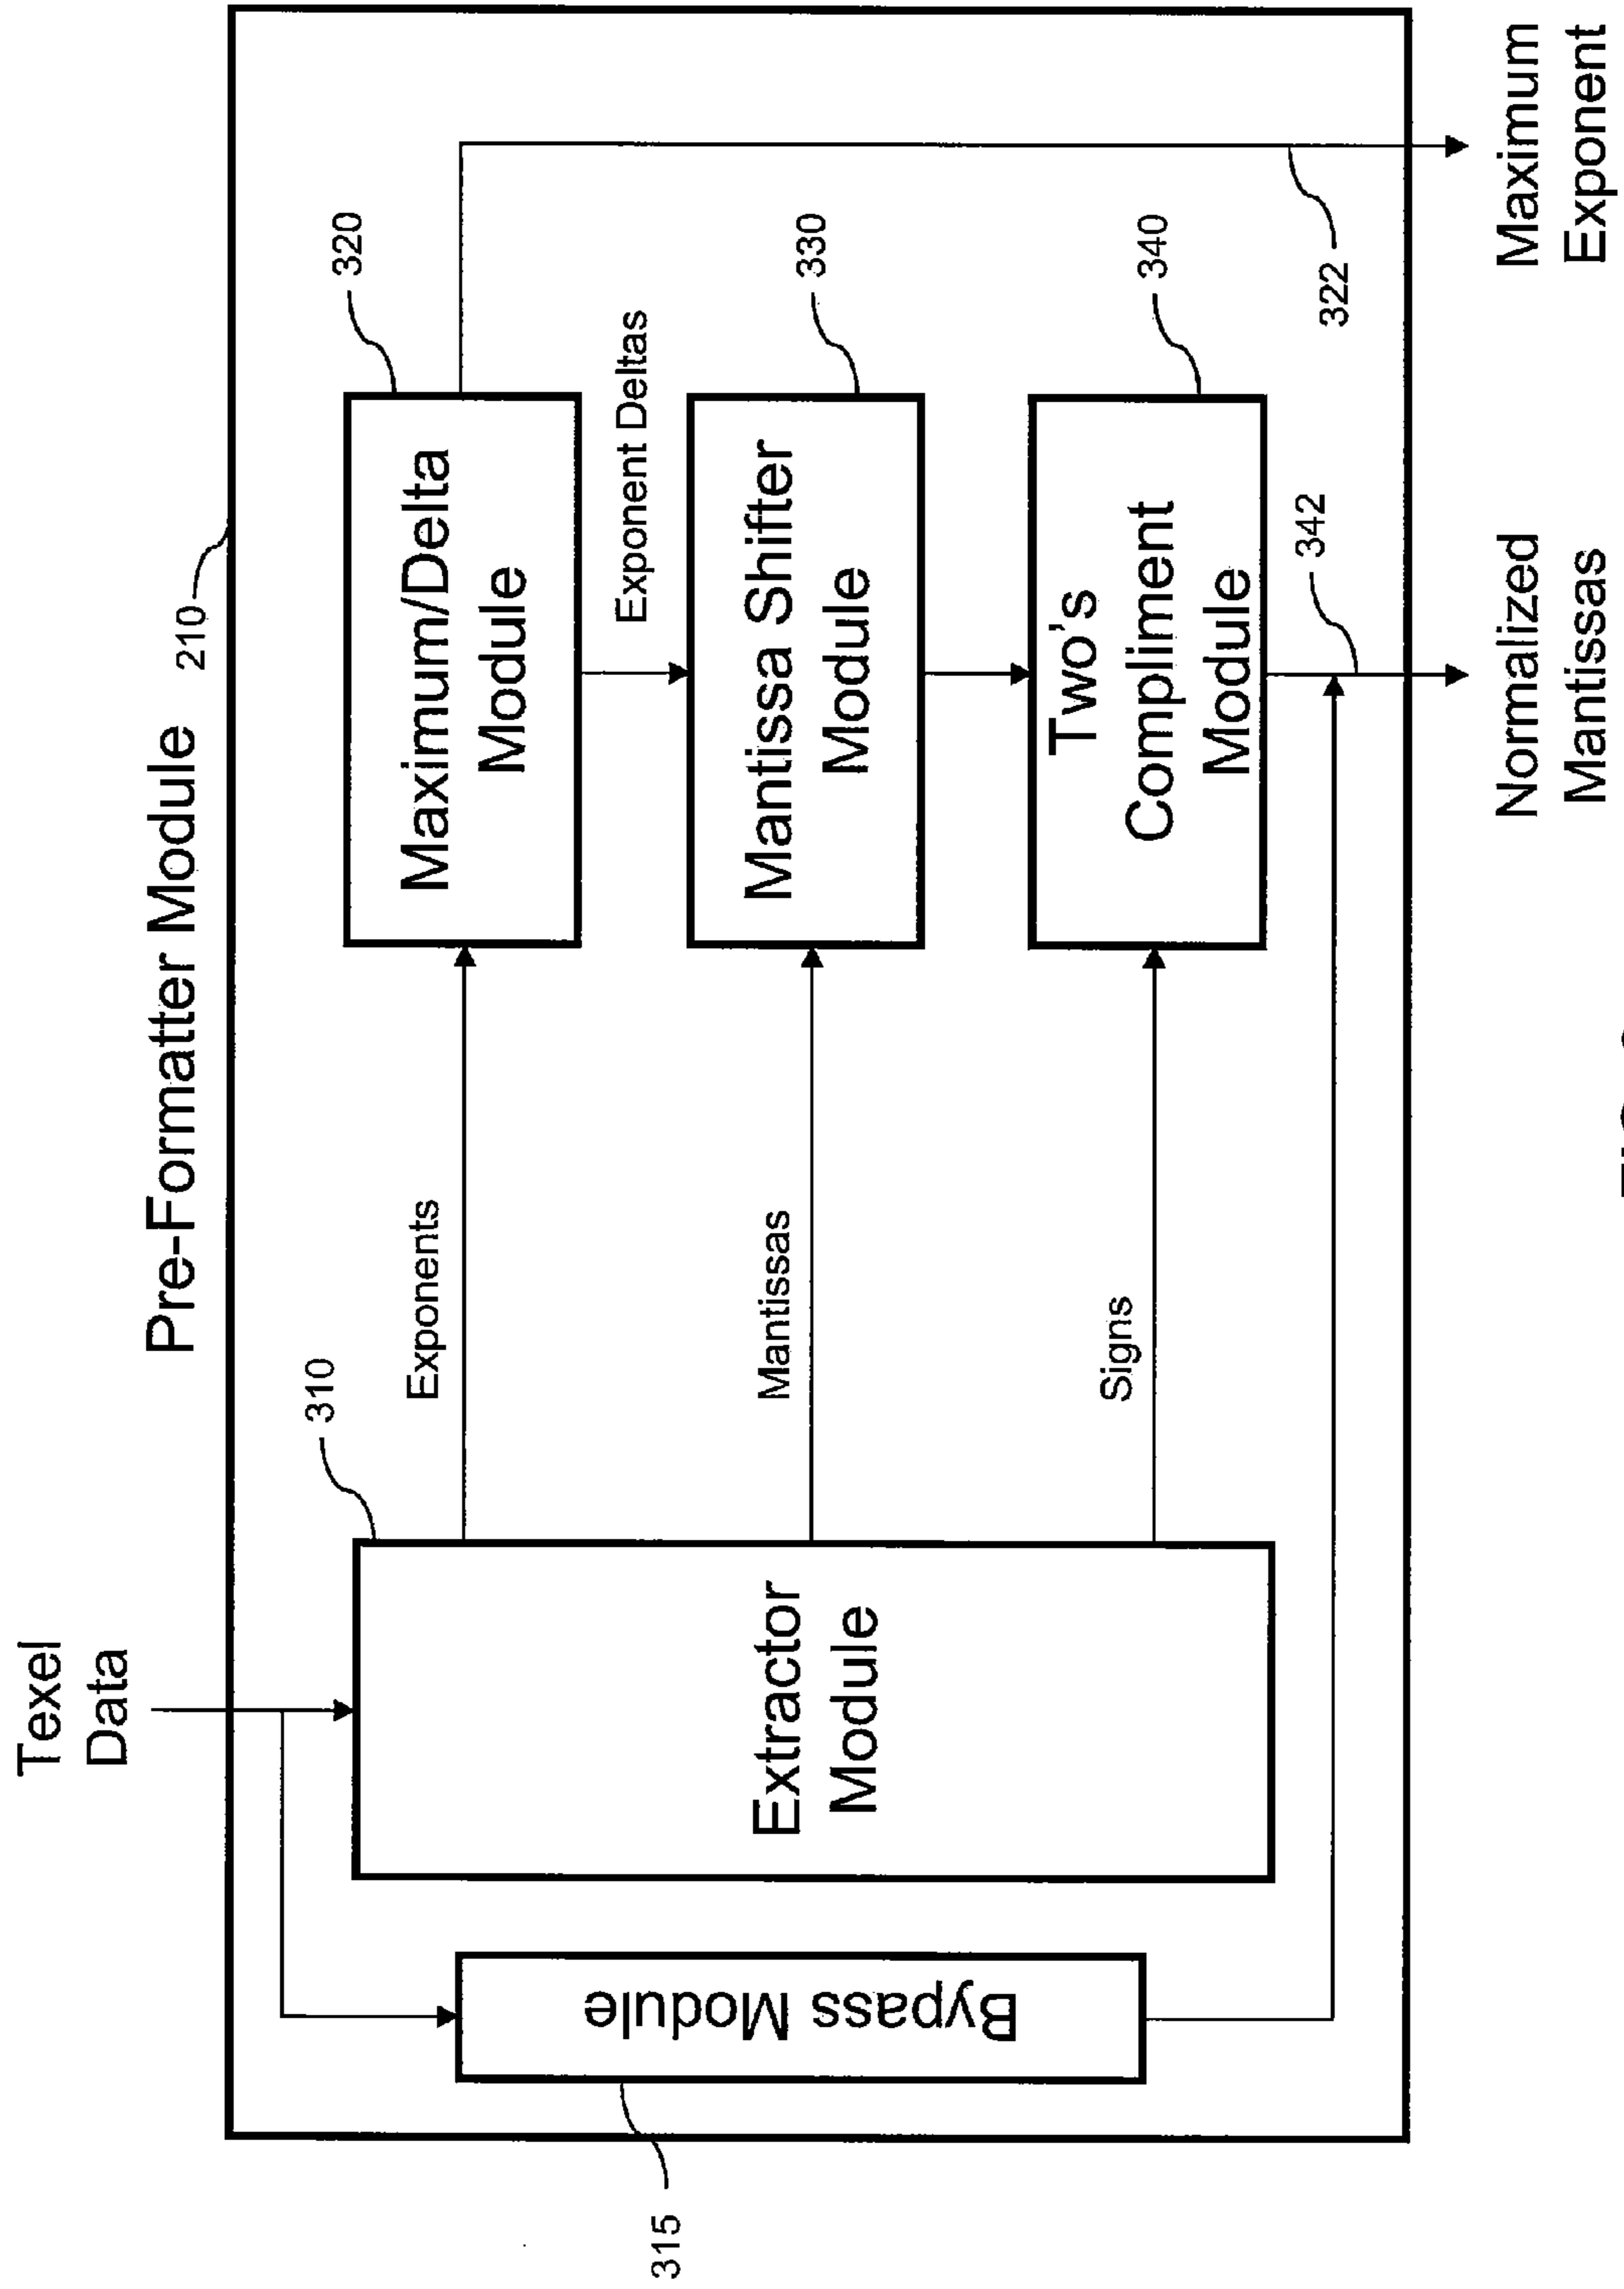 Pre-Formatter Module
210
Texel
Data
310
Extractor
Module
315
Bypass Module
Exponents
Mantissas
Signs
320
Maximum/Delta
Module
Exponent Deltas
330
Mantissa Shifter
Module
340
Two's
Compliment
Module
342
322
Normalized
Mantissas
Maximum
Exponent